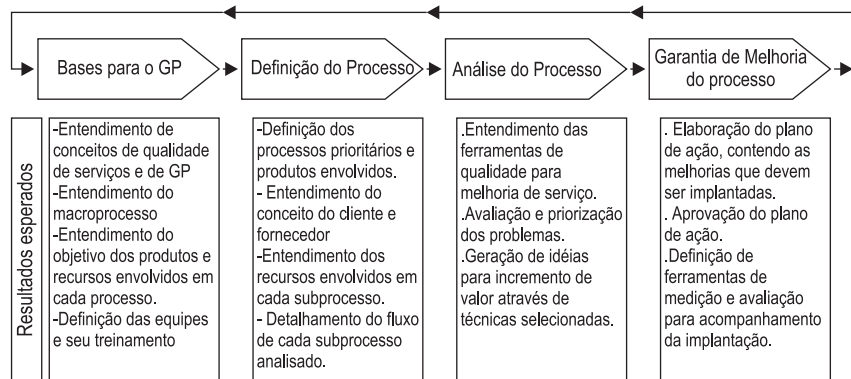 Bases para o GP
Definição do Processo
Análise do Processo
Garantia de Melhoria
do processo
Resultados esperados
-Entendimento de
conceitos de qualidade
de serviços e de GP
-Entendimento do
macroprocesso
-Entendimento do
objetivo dos produtos e
recursos envolvidos em
cada processo.
-Definição das equipes
e seu treinamento
-Definição dos
processos prioritários e
produtos envolvidos.
- Entendimento do
conceito do cliente e
fornecedor
-Entendimento dos
recursos envolvidos em
cada subprocesso.
- Detalhamento do fluxo
de cada subprocesso
analisado.
.Entendimento das
ferramentas de
qualidade para
melhoria de serviço.
.Avaliação e priorização
dos problemas.
.Geração de idéias
para incremento de
valor através de
técnicas selecionadas.
. Elaboração do plano
de ação, contendo as
melhorias que devem
ser implantadas.
. Aprovação do plano
de ação.
.Definição de
ferramentas de
medição e avaliação
para acompanhamento
da implantação.